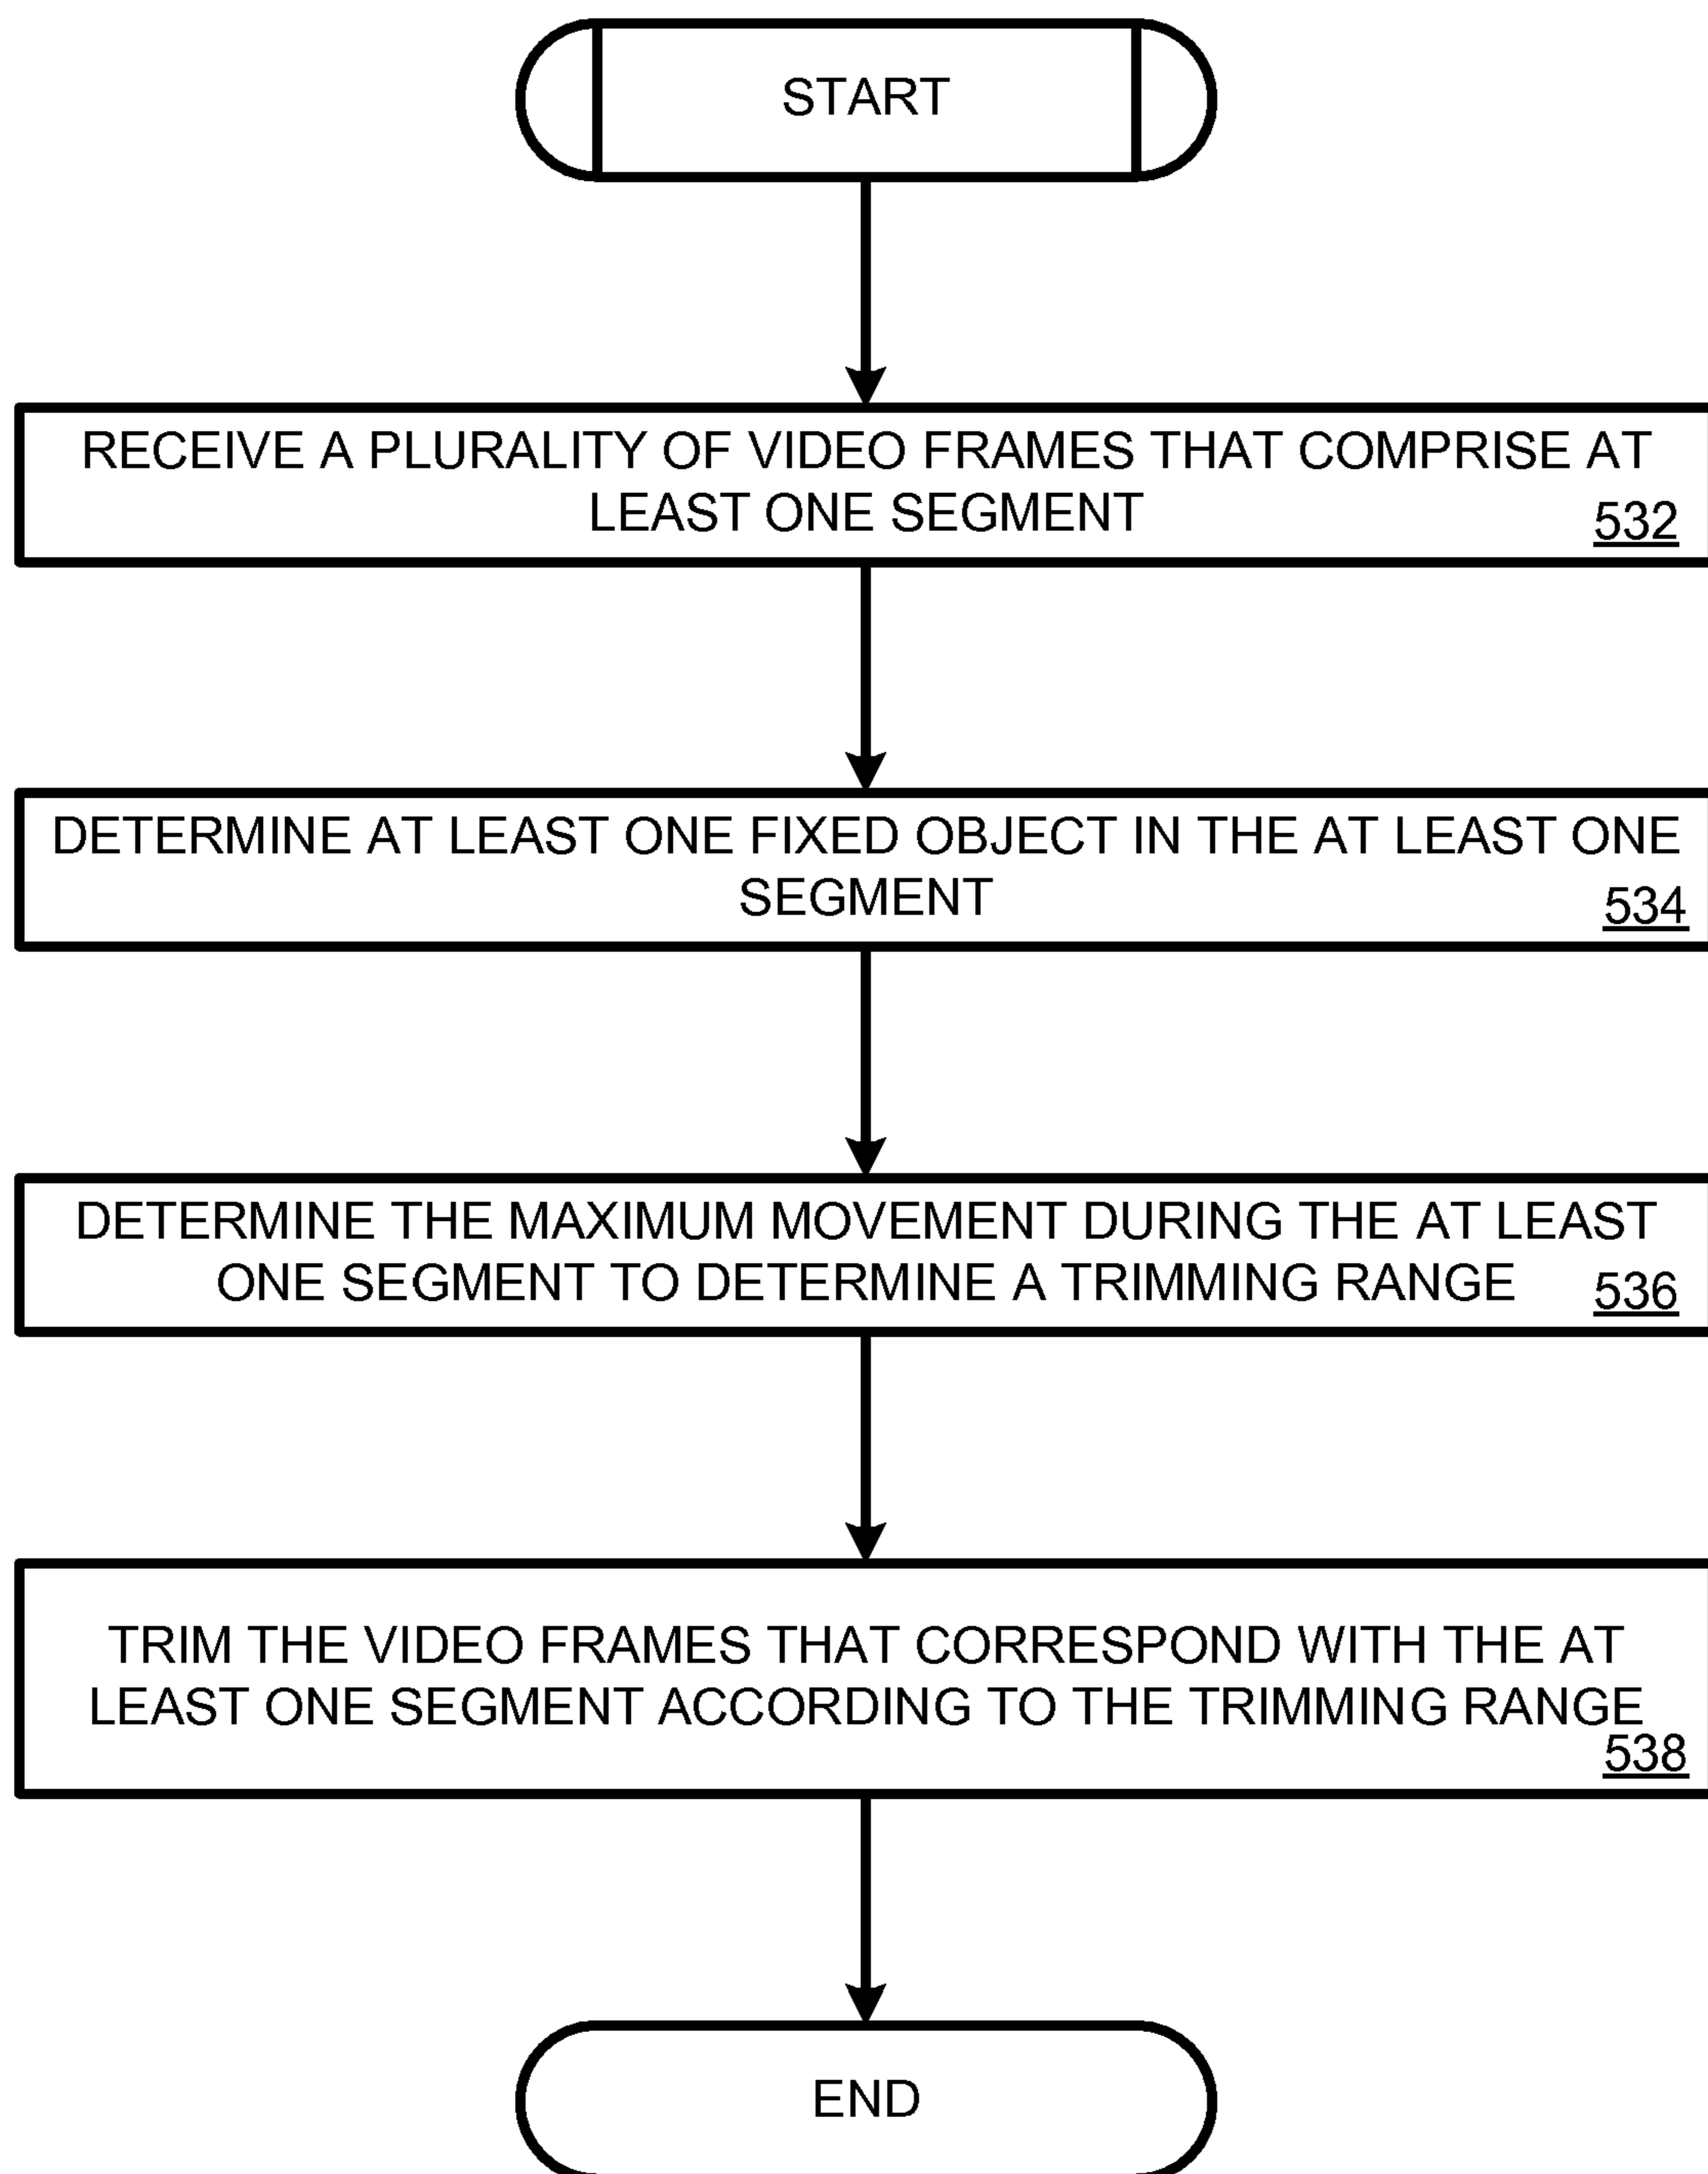 START
RECEIVE A PLURALITY OF VIDEO FRAMES THAT COMPRISE AT
LEAST ONE SEGMENT
532
DETERMINE AT LEAST ONE FIXED OBJECT IN THE AT LEAST ONE
SEGMENT
534
DETERMINE THE MAXIMUM MOVEMENT DURING THE AT LEAST
ONE SEGMENT TO DETERMINE A TRIMMING RANGE
536
TRIM THE VIDEO FRAMES THAT CORRESPOND WITH THE AT
LEAST ONE SEGMENT ACCORDING TO THE TRIMMING RANGE
538
END